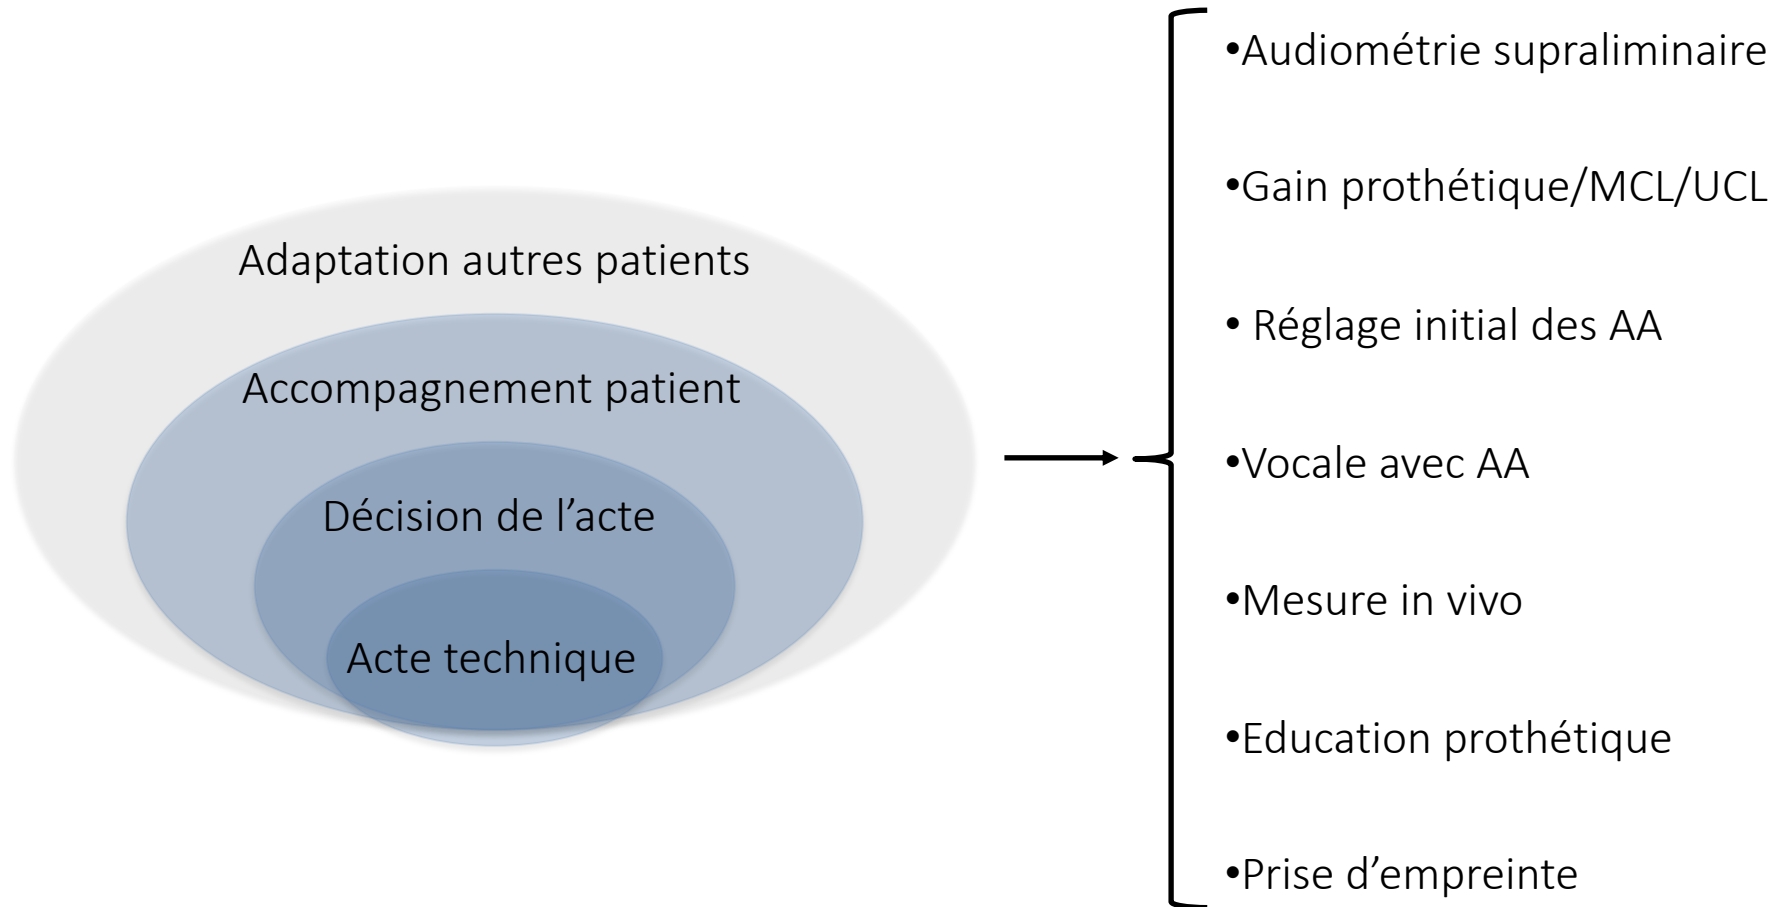 Adaptation autres patients
Accompagnement patient
Décision de l’acte
Acte technique
•Audiométrie supraliminaire
•Gain prothétique/MCL/UCL
• Réglage initial des AA
•Vocale avec AA
•Mesure in vivo
•Education prothétique
•Prise d’empreinte